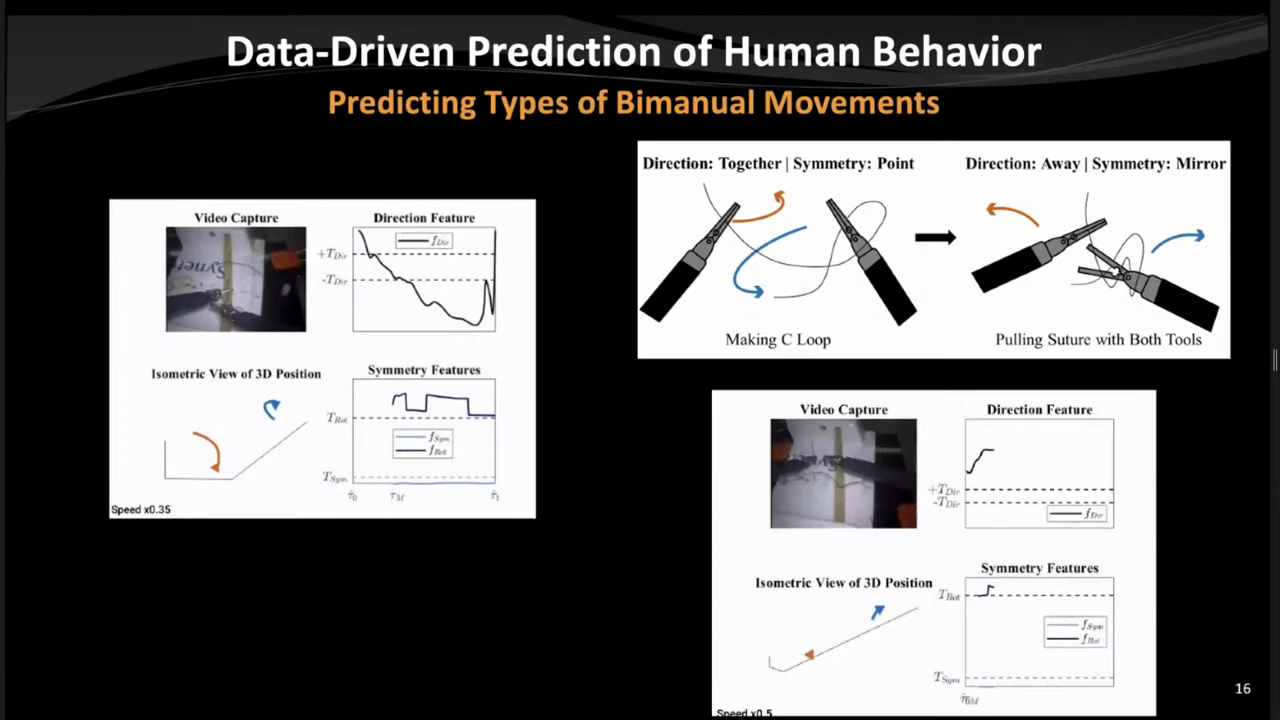 Data-Driven Prediction of Human Behavior
Predicting Types of Bimanual Movements
Direction: Together | Symmetry: Point
Direction: Away | Symmetry: Mirror
Making C Loop
Pulling Suture with Both Tools
Video Capture
Direction Feature
f_Dir
+T_Dir
-T_Dir
Isometric View of 3D Position
Symmetry Features
T_Rot
f_Sym
f_Rot
T_Sym
Speed x0.35
Video Capture
Direction Feature
+T_Dir
-T_Dir
f_Dir
Isometric View of 3D Position
Symmetry Features
T_Rot
f_Sym
f_Rot
T_Sym
Speed x0.5
16